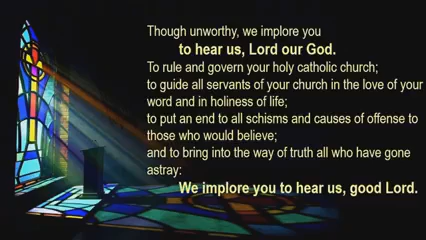 Though unworthy, we implore you
to hear us, Lord our God.
To rule and govern your holy catholic church;
to guide all servants of your church in the love of your
word and in holiness of life;
to put an end to all schisms and causes of offense to
those who would believe;
and to bring into the way of truth all who have gone
astray:
We implore you to hear us, good Lord.